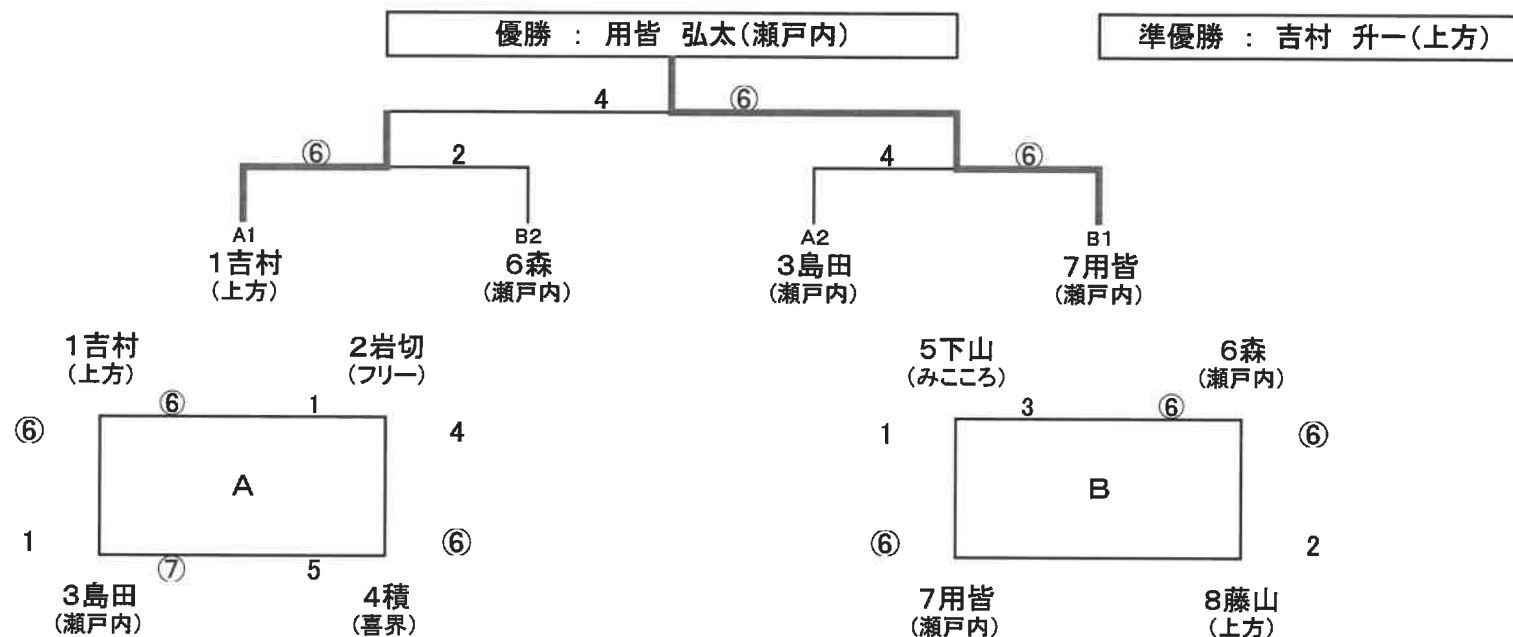 優勝 ： 用皆 弘太(瀬戸内)
準優勝 ： 吉村 升一(上方)
4 ⑥
⑥ 2 4 ⑥
A1 B2 A2 B1
1吉村 6森 3島田 7用皆
(上方) (瀬戸内) (瀬戸内) (瀬戸内)
1吉村 2岩切 5下山 6森
(上方) (フリー) (みこころ) (瀬戸内)
⑥ 1 3 ⑥
⑥ 4 1 ⑥
A B
1 ⑥ ⑥ 2
⑦ 5
3島田 4積 7用皆 8藤山
(瀬戸内) (喜界) (瀬戸内) (上方)